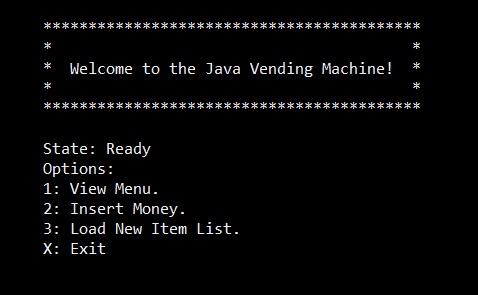 ******************************************
*                                        *
*  Welcome to the Java Vending Machine!  *
*                                        *
******************************************
State: Ready
Options:
1: View Menu.
2: Insert Money.
3: Load New Item List.
X: Exit